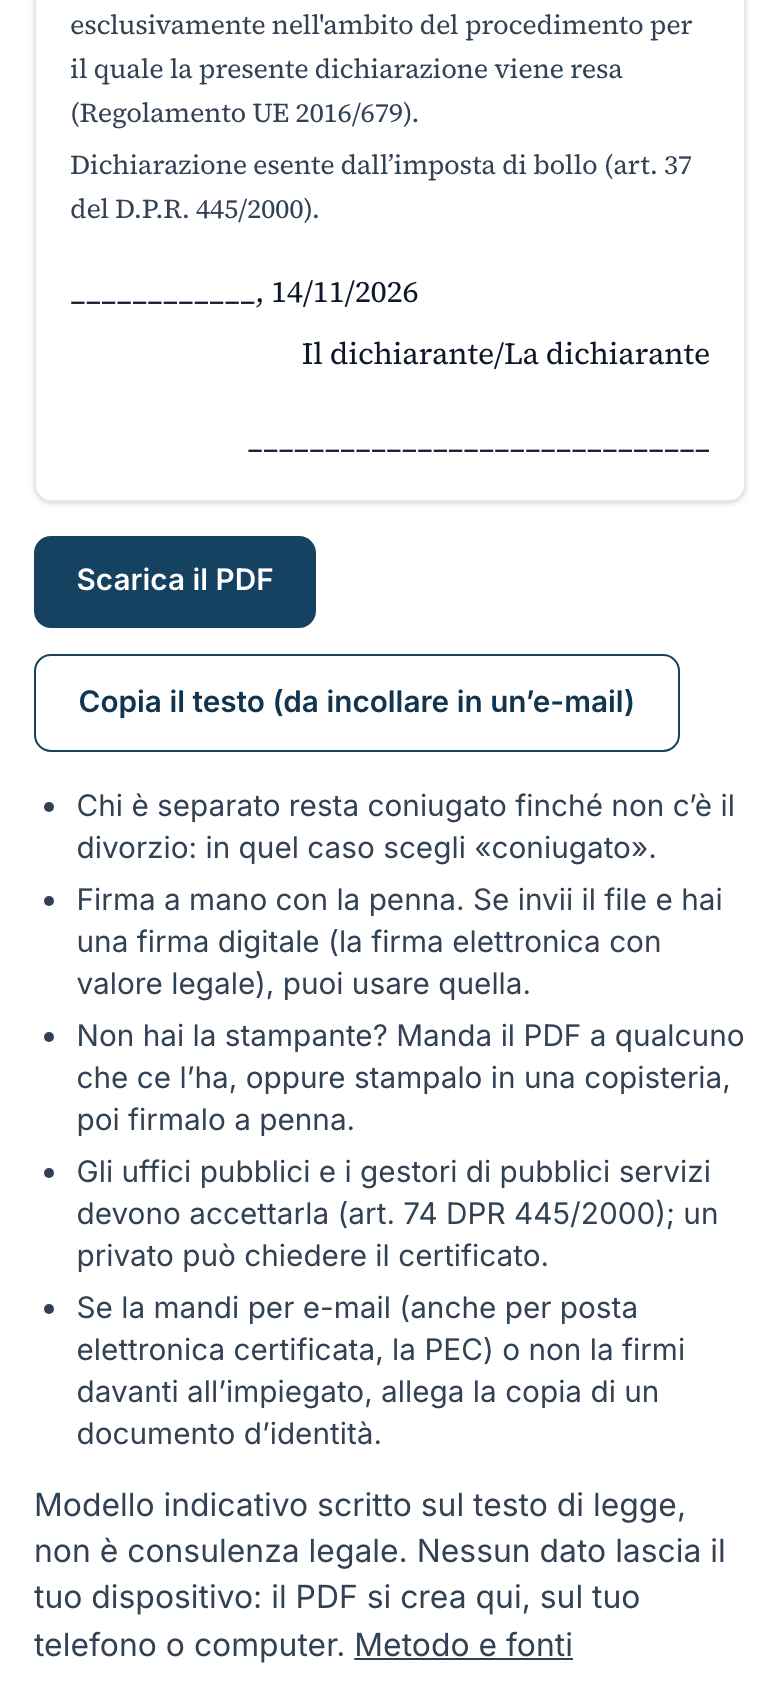 esclusivamente nell'ambito del procedimento per
il quale la presente dichiarazione viene resa
(Regolamento UE 2016/679).
Dichiarazione esente dall’imposta di bollo (art. 37
del D.P.R. 445/2000).
____________, 14/11/2026
Il dichiarante/La dichiarante
______________________________
Scarica il PDF
Copia il testo (da incollare in un’e-mail)
• Chi è separato resta coniugato finché non c’è il
divorzio: in quel caso scegli «coniugato».
• Firma a mano con la penna. Se invii il file e hai
una firma digitale (la firma elettronica con
valore legale), puoi usare quella.
• Non hai la stampante? Manda il PDF a qualcuno
che ce l’ha, oppure stampalo in una copisteria,
poi firmalo a penna.
• Gli uffici pubblici e i gestori di pubblici servizi
devono accettarla (art. 74 DPR 445/2000); un
privato può chiedere il certificato.
• Se la mandi per e-mail (anche per posta
elettronica certificata, la PEC) o non la firmi
davanti all’impiegato, allega la copia di un
documento d’identità.
Modello indicativo scritto sul testo di legge,
non è consulenza legale. Nessun dato lascia il
tuo dispositivo: il PDF si crea qui, sul tuo
telefono o computer. Metodo e fonti